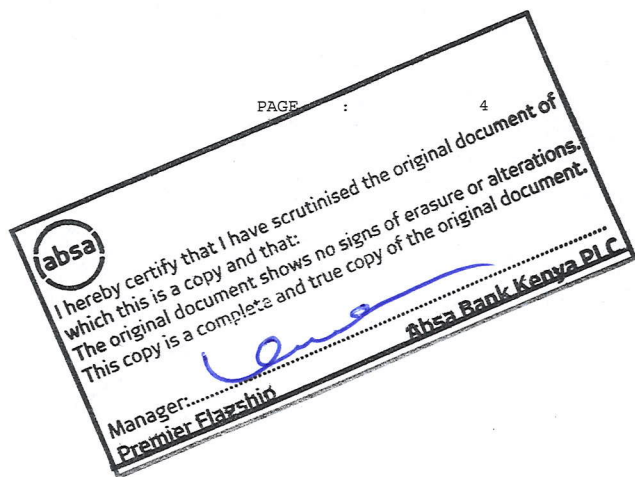 PAGE : 4
absa
I hereby certify that I have scrutinised the original document of
which this is a copy and that:
The original document shows no signs of erasure or alterations.
This copy is a complete and true copy of the original document.
Manager:
Absa Bank Kenya PLC
Premier Flagship